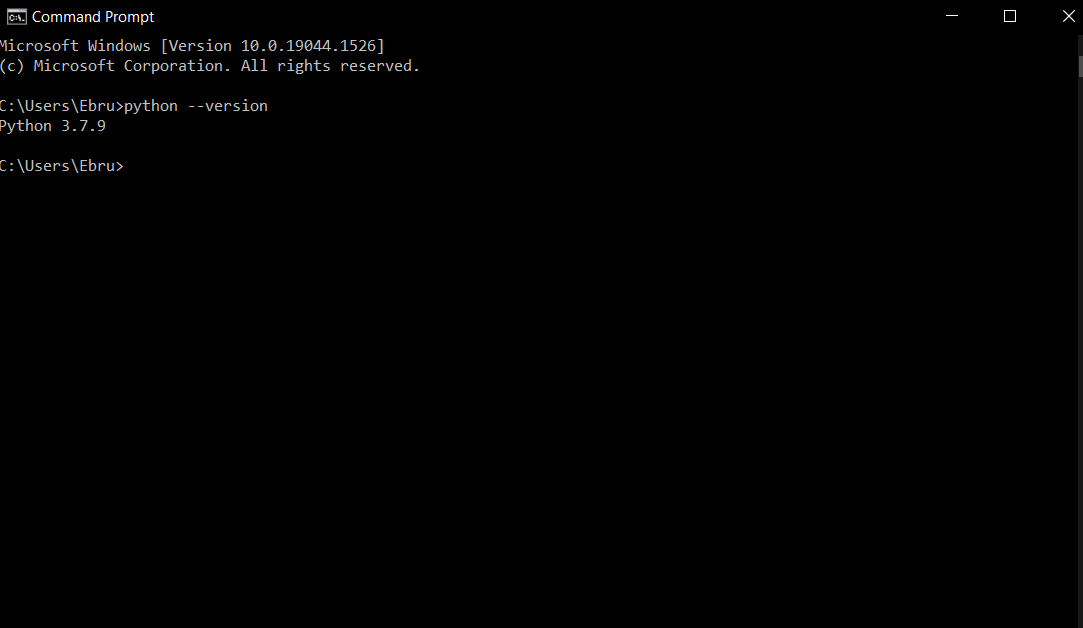 Command Prompt
Microsoft Windows [Version 10.0.19044.1526]
(c) Microsoft Corporation. All rights reserved.
C:\Users\Ebru>python --version
Python 3.7.9
C:\Users\Ebru>